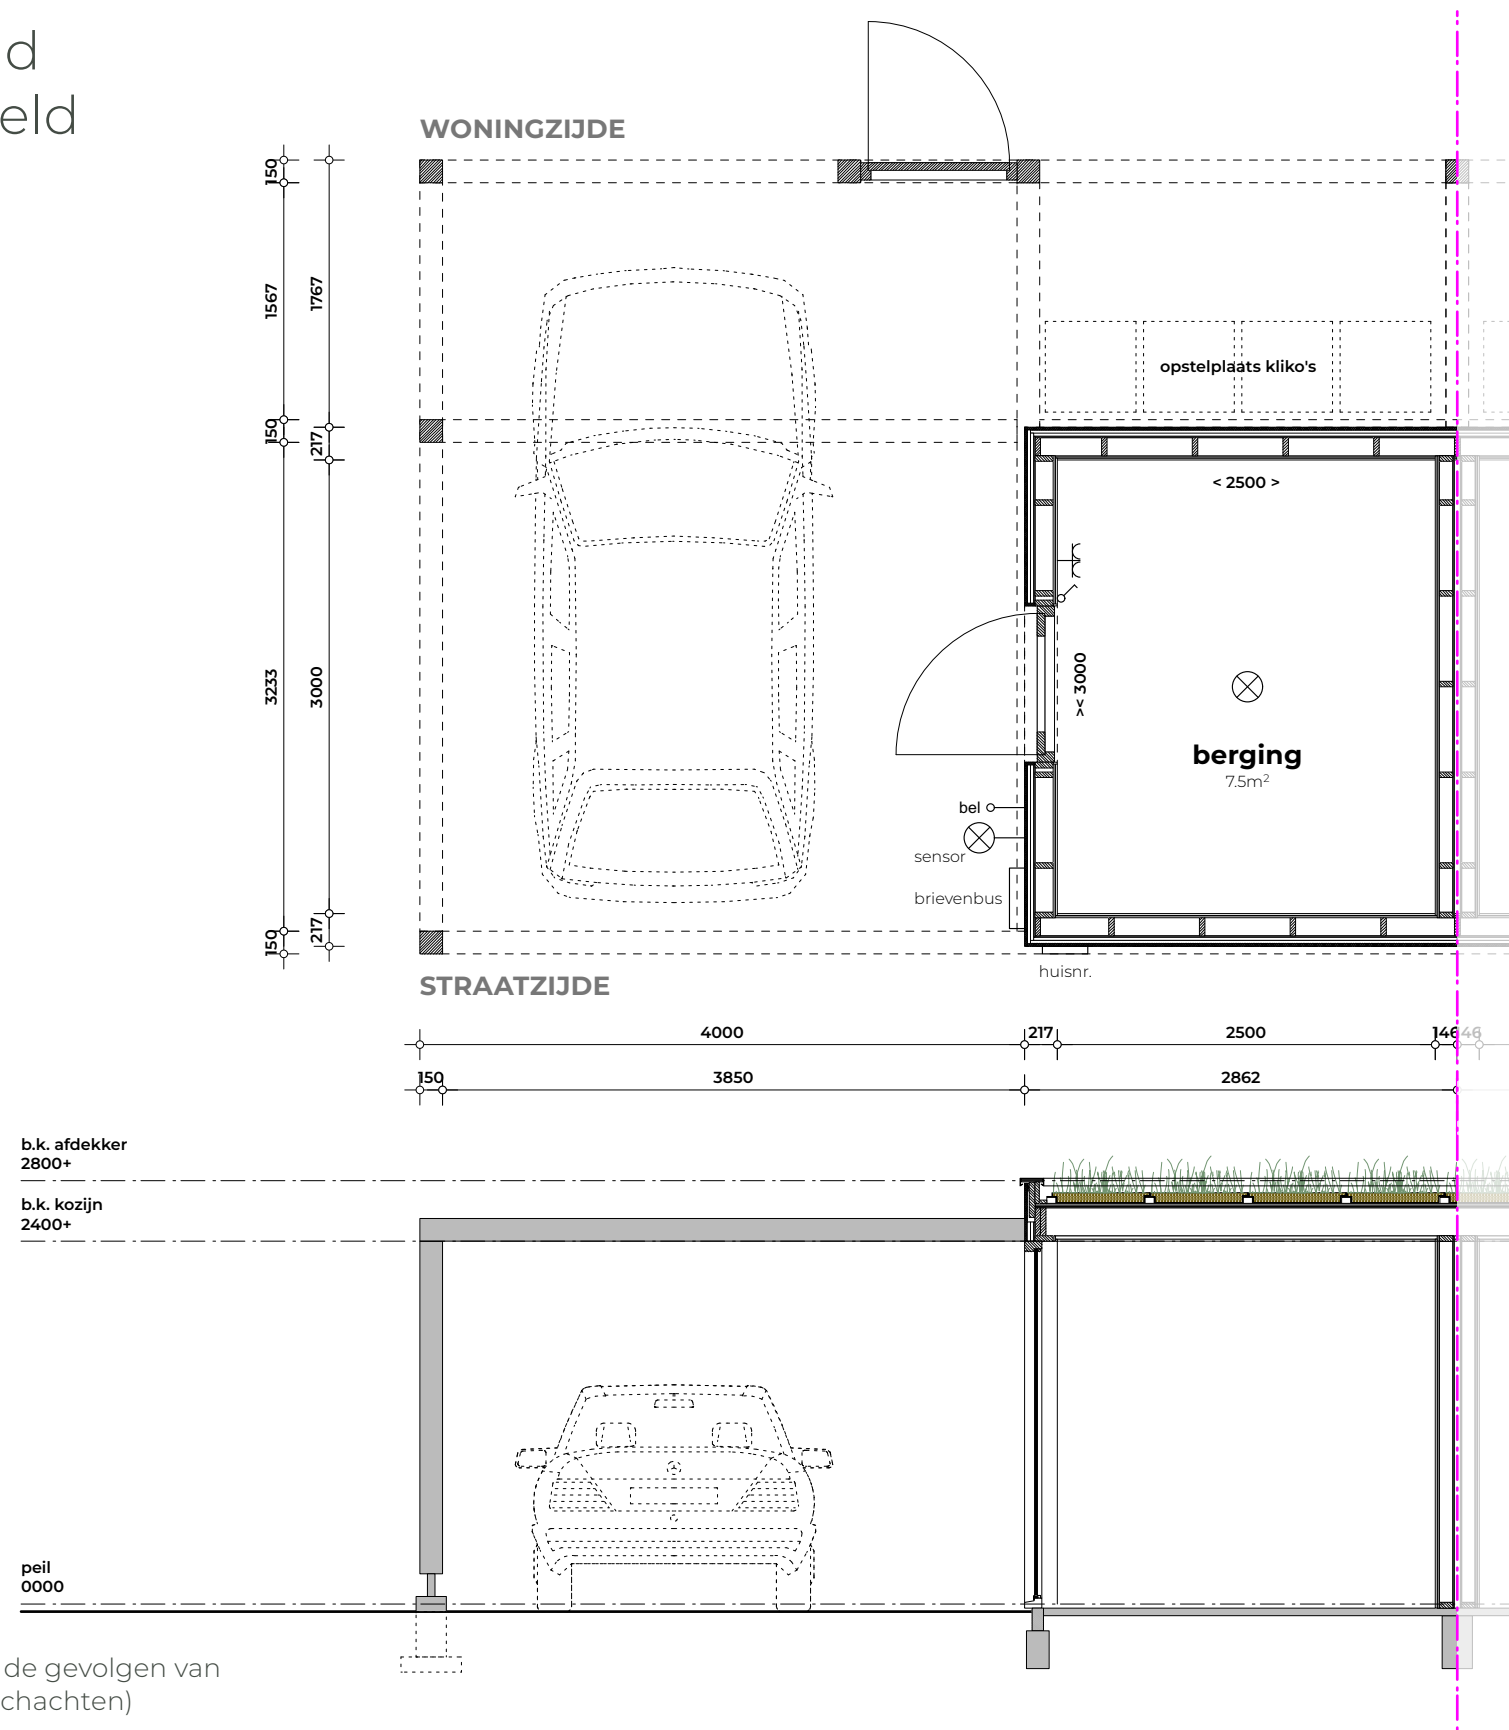 d
eld
WONINGZIJDE
150
1567
1767
150
217
3233
3000
150
217
opstelplaats kliko's
< 2500 >
>< 3000
berging
7.5m²
bel
sensor
brievenbus
huisnr.
STRAATZIJDE
4000
217
2500
146
46
150
3850
2862
b.k. afdekker
2800+
b.k. kozijn
2400+
peil
0000
de gevolgen van
chachten)